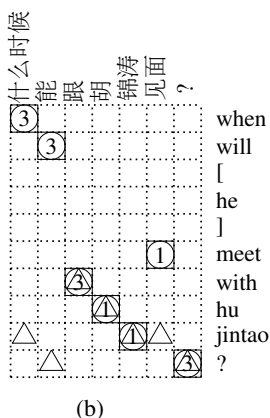 什么时候 能 跟 胡 锦涛 见面 ?
3 when
3 will
[
he
]
1 meet
3 with
1 hu
1 jintao
3 ?
(b)